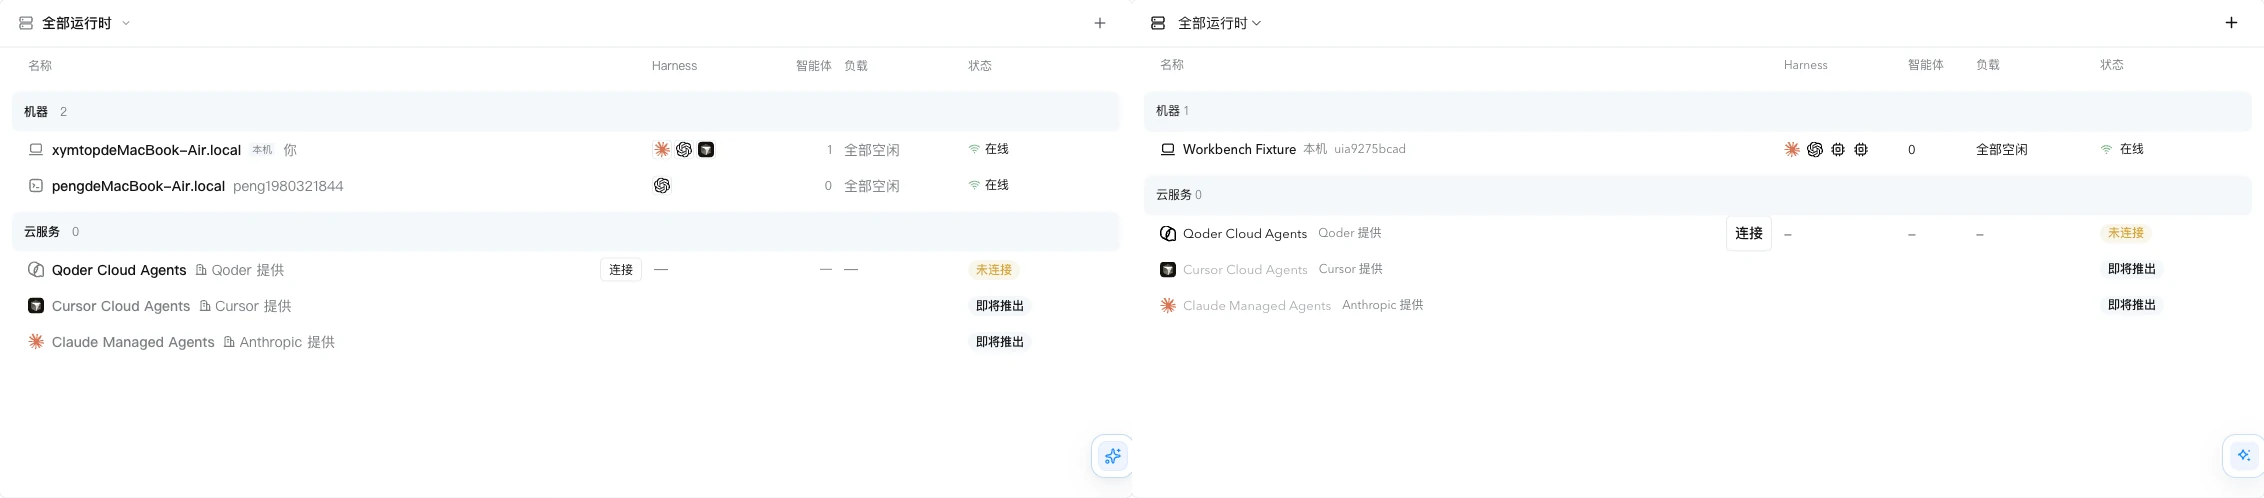 全部运行时
名称 Harness 智能体 负载 状态
机器 2
xymtopdeMacBook-Air.local 本机 你 1 全部空闲 在线
pengdeMacBook-Air.local peng1980321844 0 全部空闲 在线
云服务 0
Qoder Cloud Agents Qoder 提供 连接 — — — 未连接
Cursor Cloud Agents Cursor 提供 即将推出
Claude Managed Agents Anthropic 提供 即将推出
全部运行时
名称 Harness 智能体 负载 状态
机器 1
Workbench Fixture 本机 uia9275bcad 0 全部空闲 在线
云服务 0
Qoder Cloud Agents Qoder 提供 连接 – – – 未连接
Cursor Cloud Agents Cursor 提供 即将推出
Claude Managed Agents Anthropic 提供 即将推出